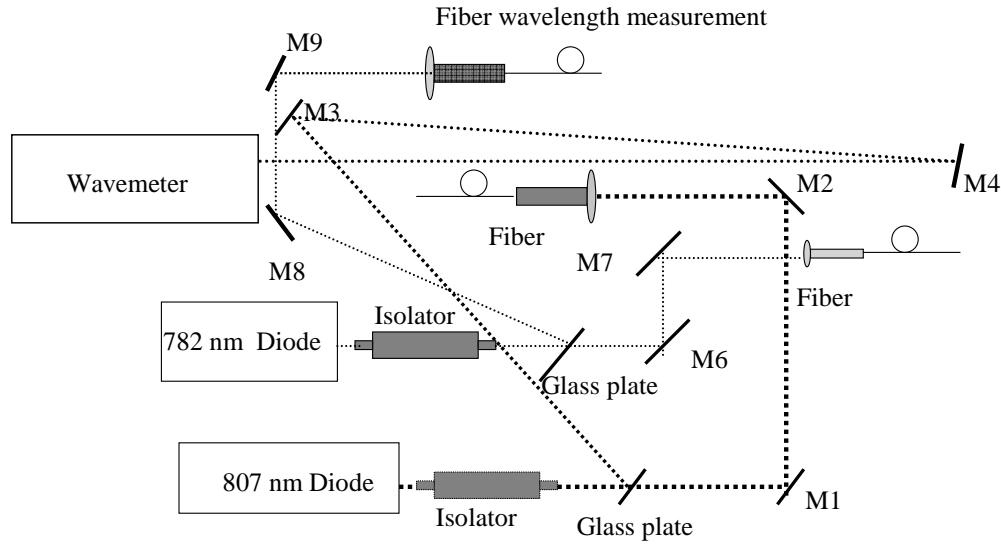 Fiber wavelength measurement
M9
M3
Wavemeter
M4
M2
Fiber
M7
M8
Fiber
Isolator
782 nm Diode
M6
Glass plate
807 nm Diode
M1
Isolator
Glass plate